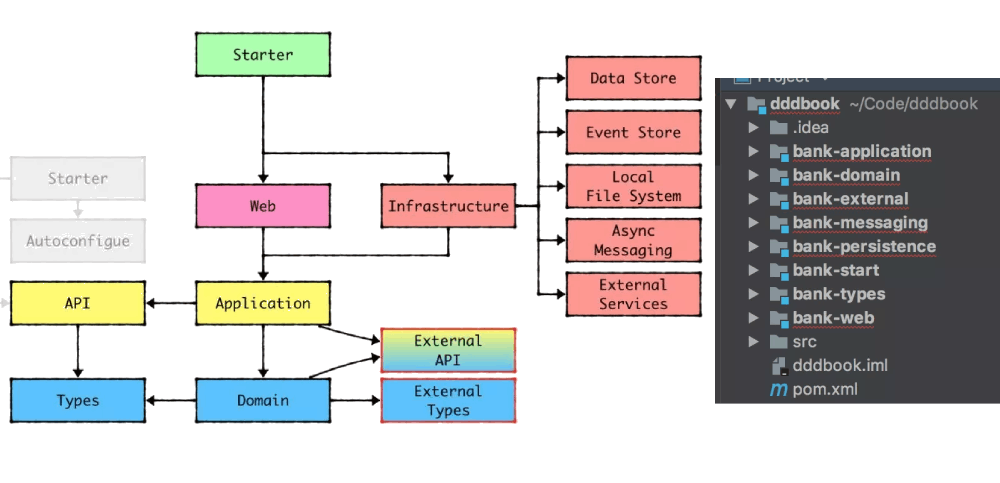 Starter
Data Store
Event Store
Local
File System
Starter
Web
Infrastructure
Autoconfigue
Async
Messaging
API
Application
External
Services
External
API
Types
Domain
External
Types
Project
dddbook ~/Code/dddbook
.idea
bank-application
bank-domain
bank-external
bank-messaging
bank-persistence
bank-start
bank-types
bank-web
src
dddbook.iml
pom.xml